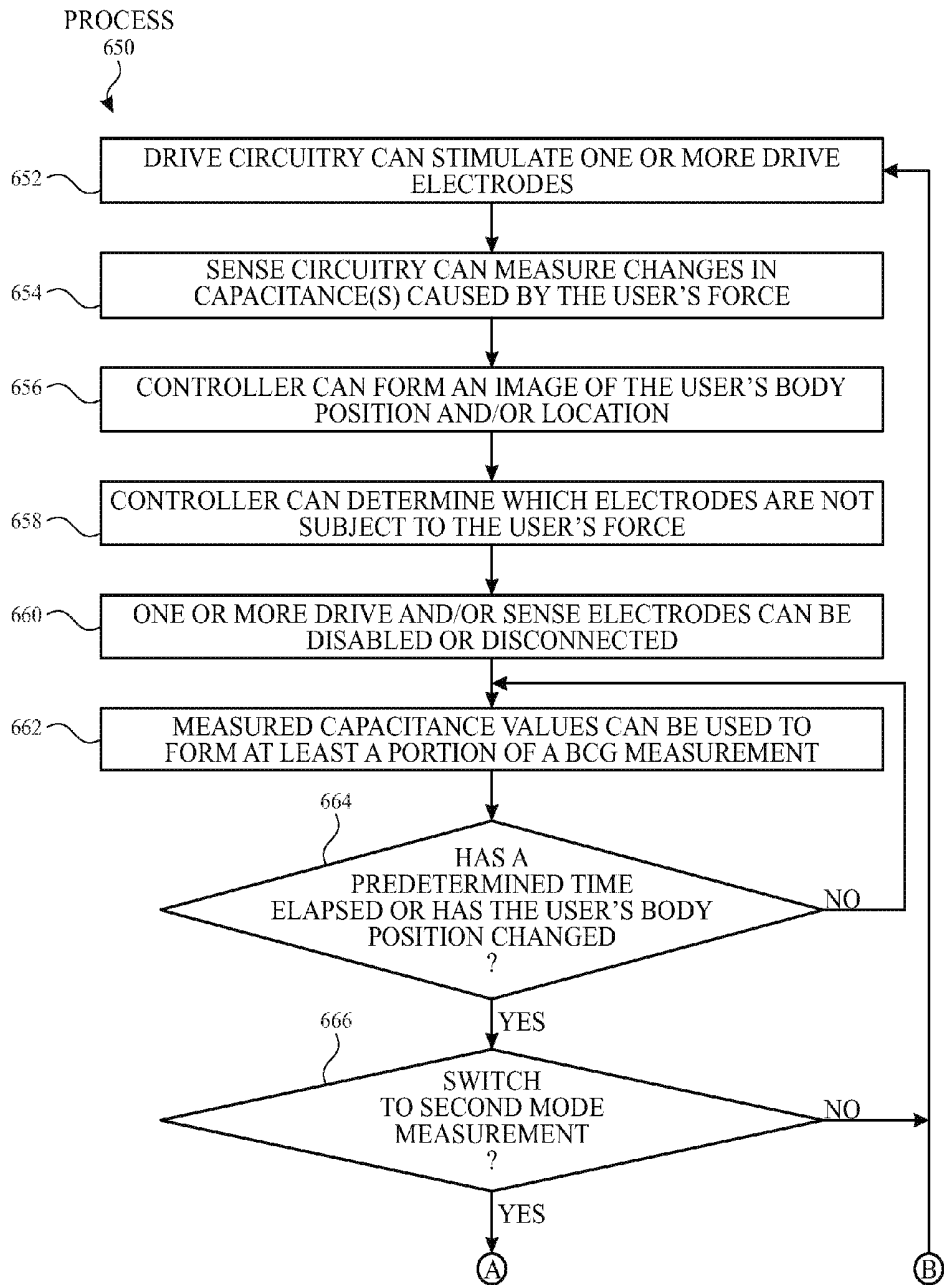 PROCESS
650
652
DRIVE CIRCUITRY CAN STIMULATE ONE OR MORE DRIVE
ELECTRODES
654
SENSE CIRCUITRY CAN MEASURE CHANGES IN
CAPACITANCE(S) CAUSED BY THE USER'S FORCE
656
CONTROLLER CAN FORM AN IMAGE OF THE USER'S BODY
POSITION AND/OR LOCATION
658
CONTROLLER CAN DETERMINE WHICH ELECTRODES ARE NOT
SUBJECT TO THE USER'S FORCE
660
ONE OR MORE DRIVE AND/OR SENSE ELECTRODES CAN BE
DISABLED OR DISCONNECTED
662
MEASURED CAPACITANCE VALUES CAN BE USED TO
FORM AT LEAST A PORTION OF A BCG MEASUREMENT
664
HAS A
PREDETERMINED TIME
ELAPSED OR HAS THE USER'S BODY
POSITION CHANGED
?
NO
YES
666
SWITCH
TO SECOND MODE
MEASUREMENT
?
NO
YES
A
B